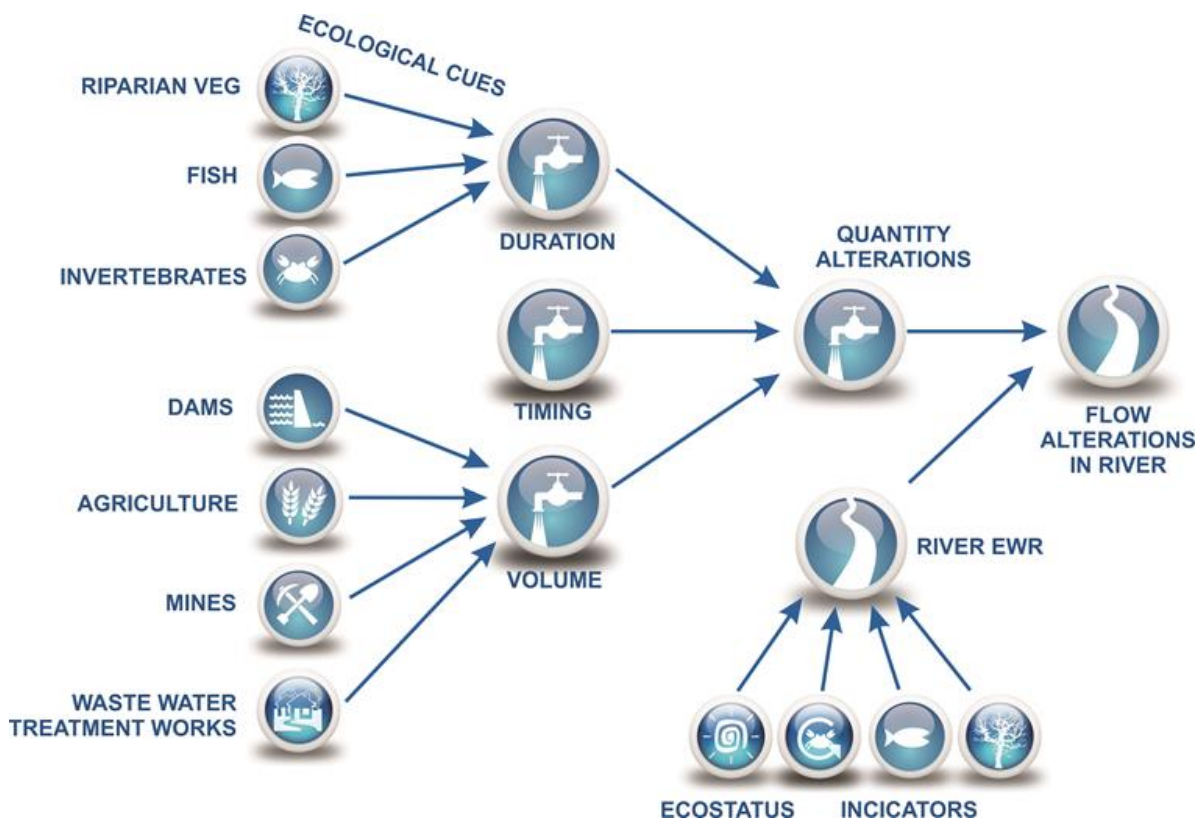 ECOLOGICAL CUES
RIPARIAN VEG
FISH
INVERTEBRATES
DURATION
QUANTITY
ALTERATIONS
TIMING
DAMS
AGRICULTURE
MINES
WASTE WATER
TREATMENT WORKS
VOLUME
FLOW
ALTERATIONS
IN RIVER
RIVER EWR
ECOSTATUS
INCICATORS